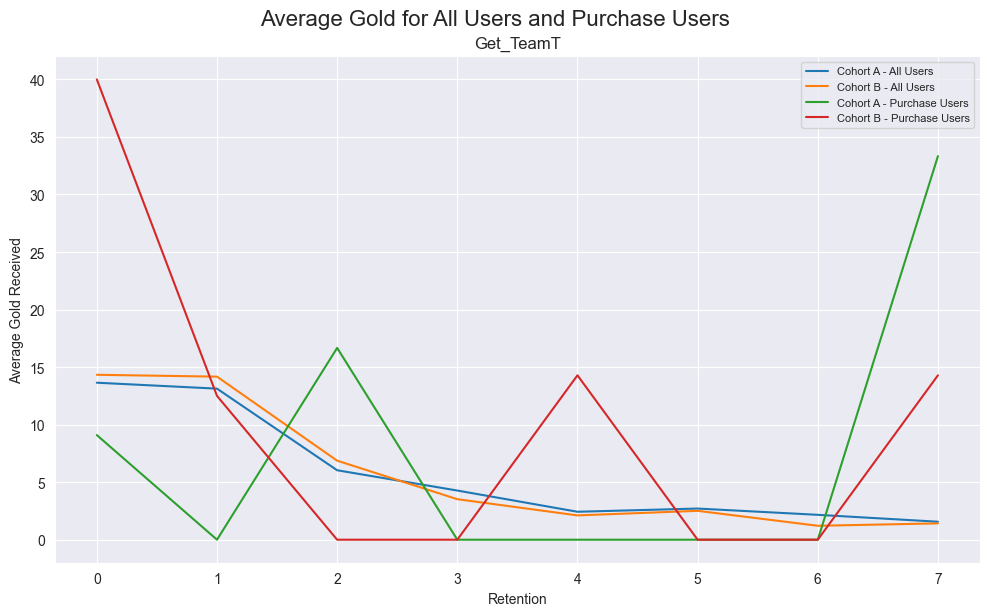 Average Gold for All Users and Purchase Users
Get_TeamT
Cohort A - All Users
Cohort B - All Users
Cohort A - Purchase Users
Cohort B - Purchase Users
Average Gold Received
40
35
30
25
20
15
10
5
0
0 1 2 3 4 5 6 7
Retention